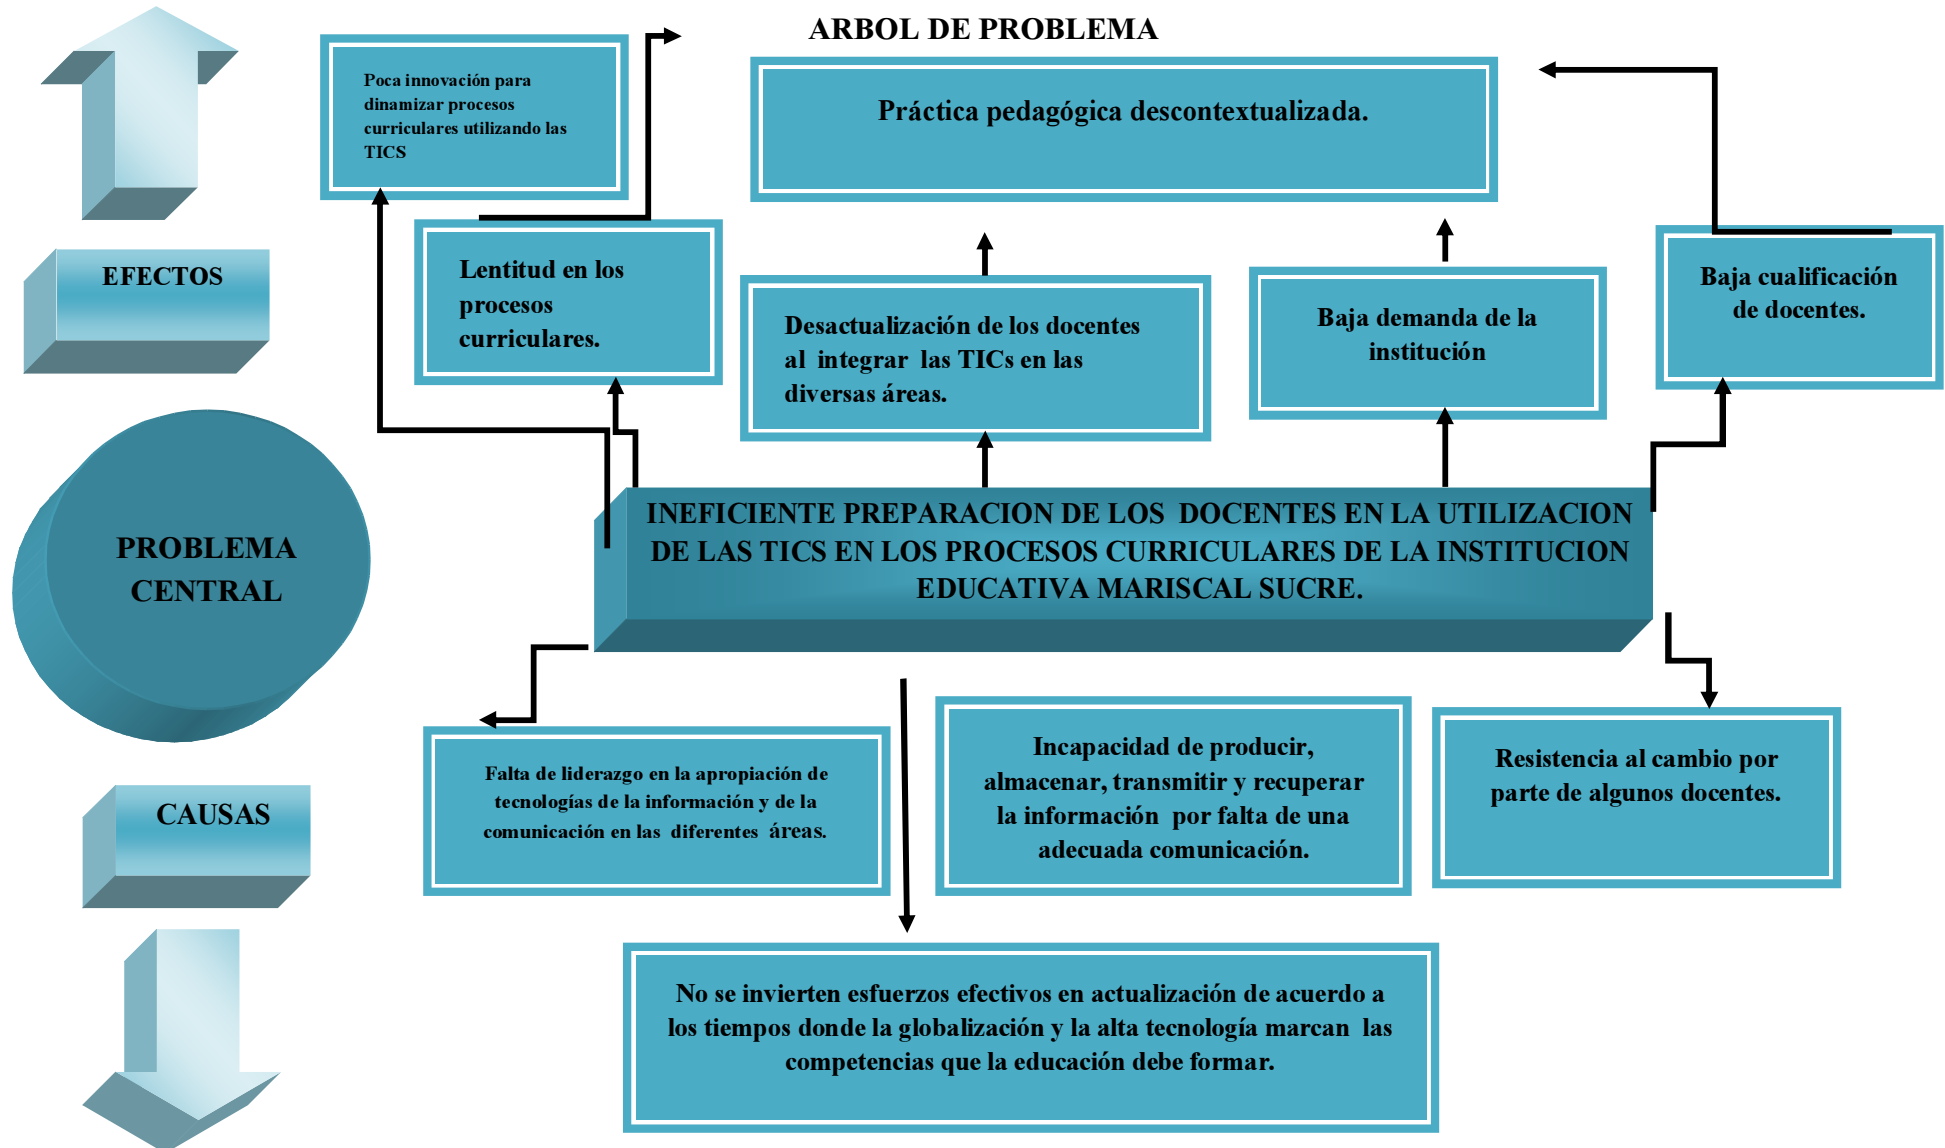 ARBOL DE PROBLEMA
Poca innovación para
dinamizar procesos
curriculares utilizando las
TICS
Práctica pedagógica descontextualizada.
EFECTOS
Lentitud en los
procesos
curriculares.
Desactualización de los docentes
al integrar las TICs en las
diversas áreas.
Baja demanda de la
institución
Baja cualificación
de docentes.
PROBLEMA
CENTRAL
INEFICIENTE PREPARACION DE LOS DOCENTES EN LA UTILIZACION
DE LAS TICS EN LOS PROCESOS CURRICULARES DE LA INSTITUCION
EDUCATIVA MARISCAL SUCRE.
CAUSAS
Falta de liderazgo en la apropiación de
tecnologías de la información y de la
comunicación en las diferentes áreas.
Incapacidad de producir,
almacenar, transmitir y recuperar
la información por falta de una
adecuada comunicación.
Resistencia al cambio por
parte de algunos docentes.
No se invierten esfuerzos efectivos en actualización de acuerdo a
los tiempos donde la globalización y la alta tecnología marcan las
competencias que la educación debe formar.